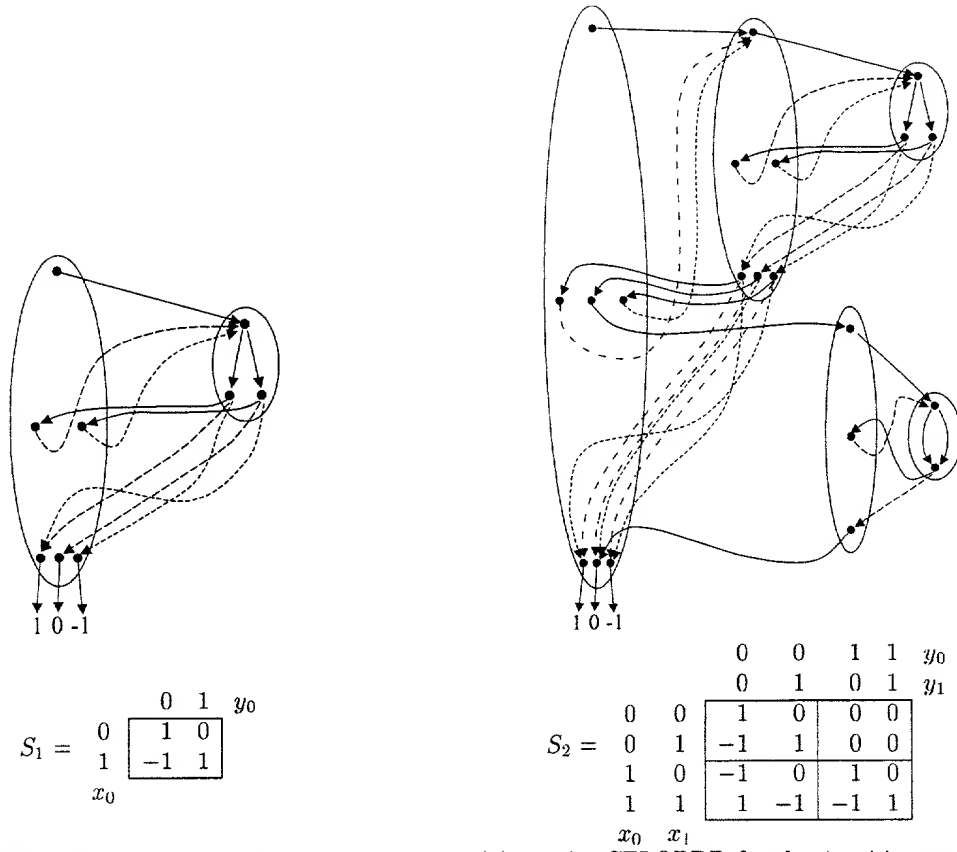 1 0 -1
0 1 y₀
S₁ =
0 1 0
1 -1 1
x₀
1 0 -1
0 0 1 1 y₀
0 1 0 1 y₁
S₂ =
0 0 1 0 0 0
0 1 −1 1 0 0
1 0 −1 0 1 0
1 1 1 −1 −1 1
x₀ x₁